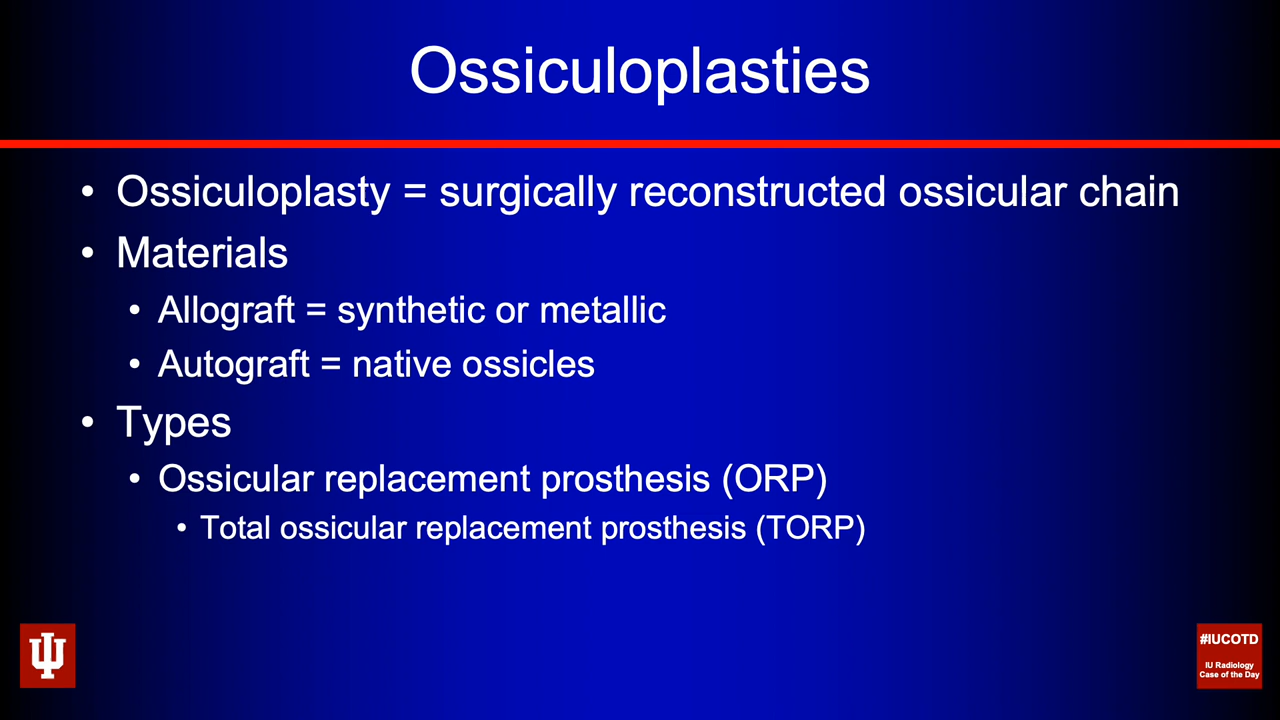 Ossiculoplasties
• Ossiculoplasty = surgically reconstructed ossicular chain
• Materials
• Allograft = synthetic or metallic
• Autograft = native ossicles
• Types
• Ossicular replacement prosthesis (ORP)
• Total ossicular replacement prosthesis (TORP)
#IUCOTD
IU Radiology
Case of the Day